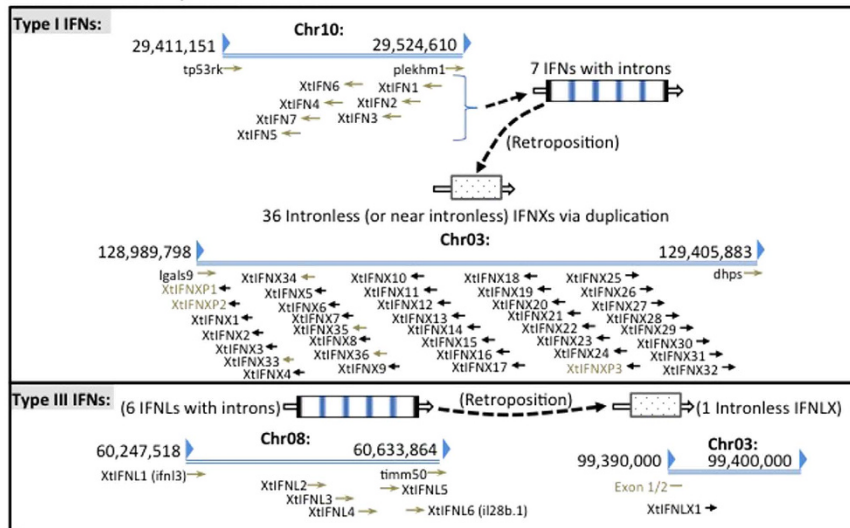 Type I IFNs:
Chr10:
29,411,151
29,524,610
tp53rk
plekhm1
7 IFNs with introns
XtIFN6
XtIFN1
XtIFN4
XtIFN2
XtIFN7
XtIFN3
XtIFN5
(Retroposition)
36 Intronless (or near intronless) IFNXs via duplication
Chr03:
128,989,798
129,405,883
lgals9
dhps
XtIFNXP1
XtIFNXP2
XtIFNX1
XtIFNX2
XtIFNX3
XtIFNX33
XtIFNX4
XtIFNX34
XtIFNX5
XtIFNX6
XtIFNX7
XtIFNX35
XtIFNX8
XtIFNX36
XtIFNX9
XtIFNX10
XtIFNX11
XtIFNX12
XtIFNX13
XtIFNX14
XtIFNX15
XtIFNX16
XtIFNX17
XtIFNX18
XtIFNX19
XtIFNX20
XtIFNX21
XtIFNX22
XtIFNX23
XtIFNX24
XtIFNXP3
XtIFNX25
XtIFNX26
XtIFNX27
XtIFNX28
XtIFNX29
XtIFNX30
XtIFNX31
XtIFNX32
Type III IFNs:
(6 IFNLs with introns)
(Retroposition)
(1 Intronless IFNLX)
Chr08:
60,247,518
60,633,864
XtIFNL1 (ifnl3)
timm50
XtIFNL2
XtIFNL5
XtIFNL3
XtIFNL4
XtIFNL6 (il28b.1)
Chr03:
99,390,000
99,400,000
Exon 1/2
XtIFNLX1